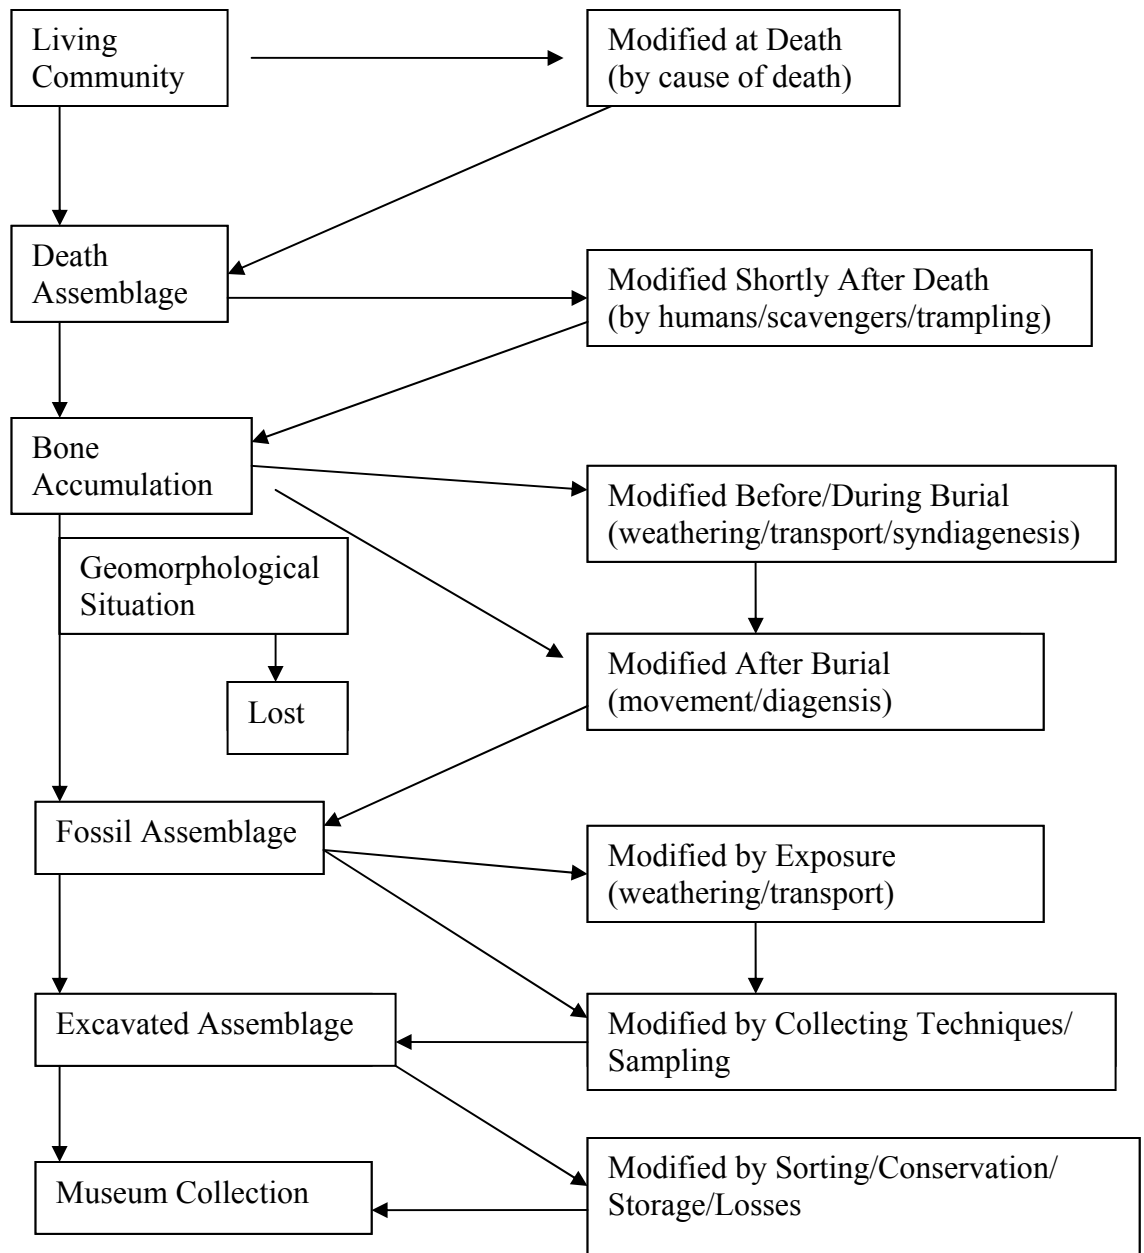 Living
Community
Modified at Death
(by cause of death)
Death
Assemblage
Modified Shortly After Death
(by humans/scavengers/trampling)
Bone
Accumulation
Modified Before/During Burial
(weathering/transport/syndiagenesis)
Geomorphological
Situation
Modified After Burial
(movement/diagensis)
Lost
Fossil Assemblage
Modified by Exposure
(weathering/transport)
Excavated Assemblage
Modified by Collecting Techniques/
Sampling
Museum Collection
Modified by Sorting/Conservation/
Storage/Losses